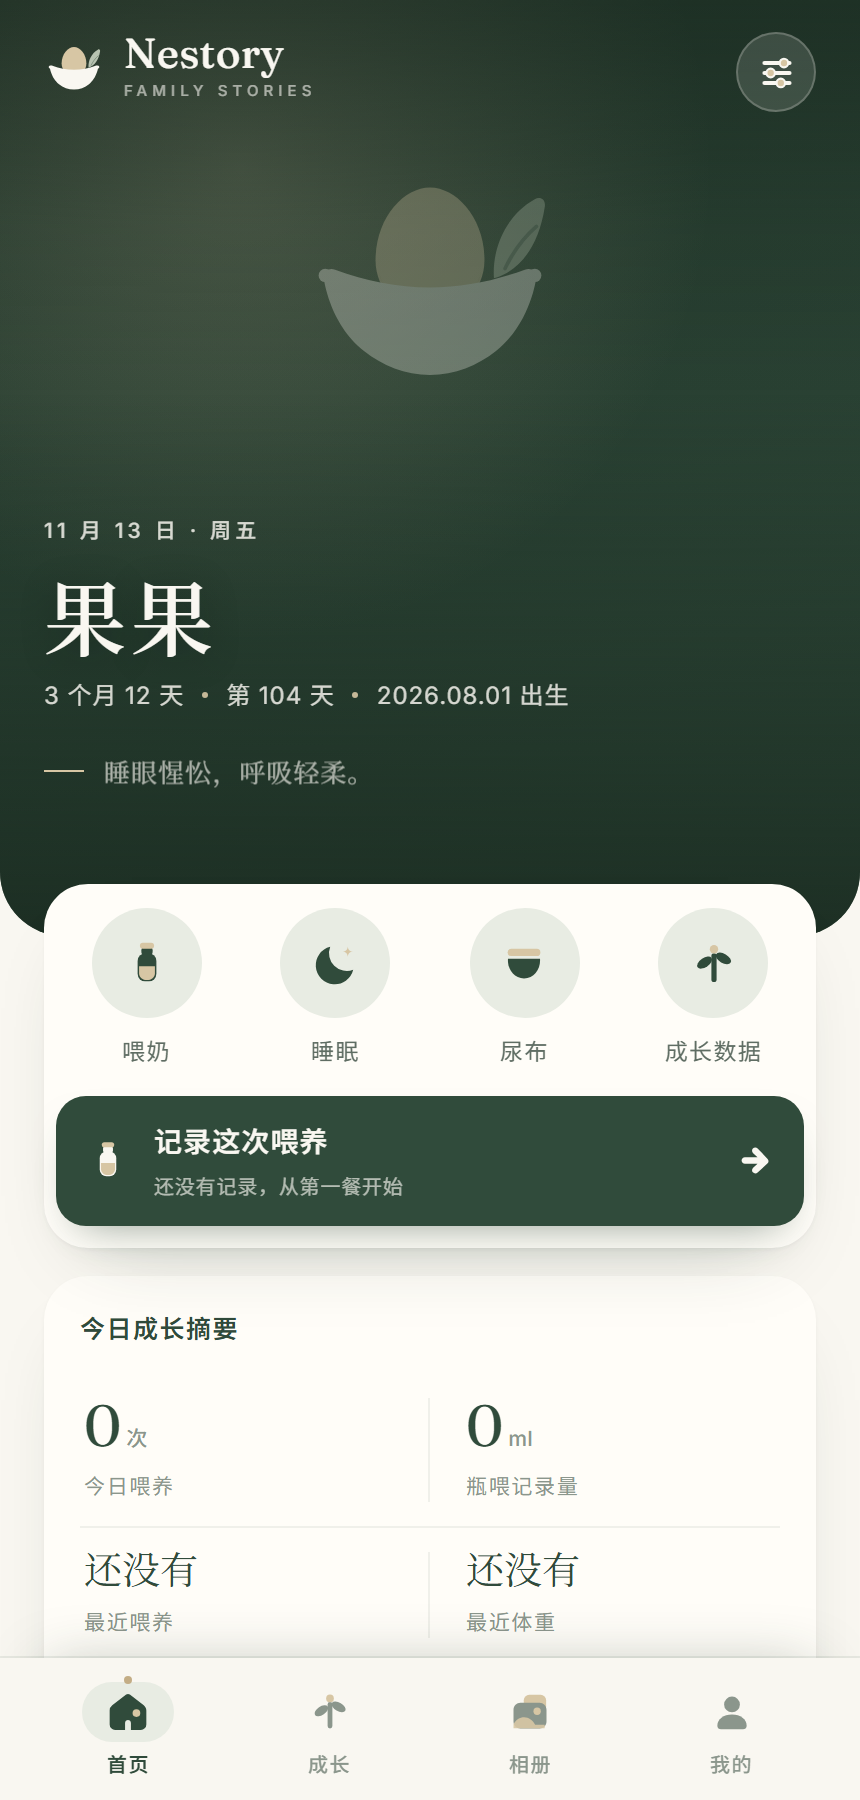 Nestory
FAMILY STORIES
11 月 13 日 · 周五
果果
3 个月 12 天 • 第 104 天 • 2026.08.01 出生
睡眼惺忪，呼吸轻柔。
喂奶
睡眠
尿布
成长数据
记录这次喂养
还没有记录，从第一餐开始
今日成长摘要
0 次
今日喂养
0 ml
瓶喂记录量
还没有
最近喂养
还没有
最近体重
首页
成长
相册
我的